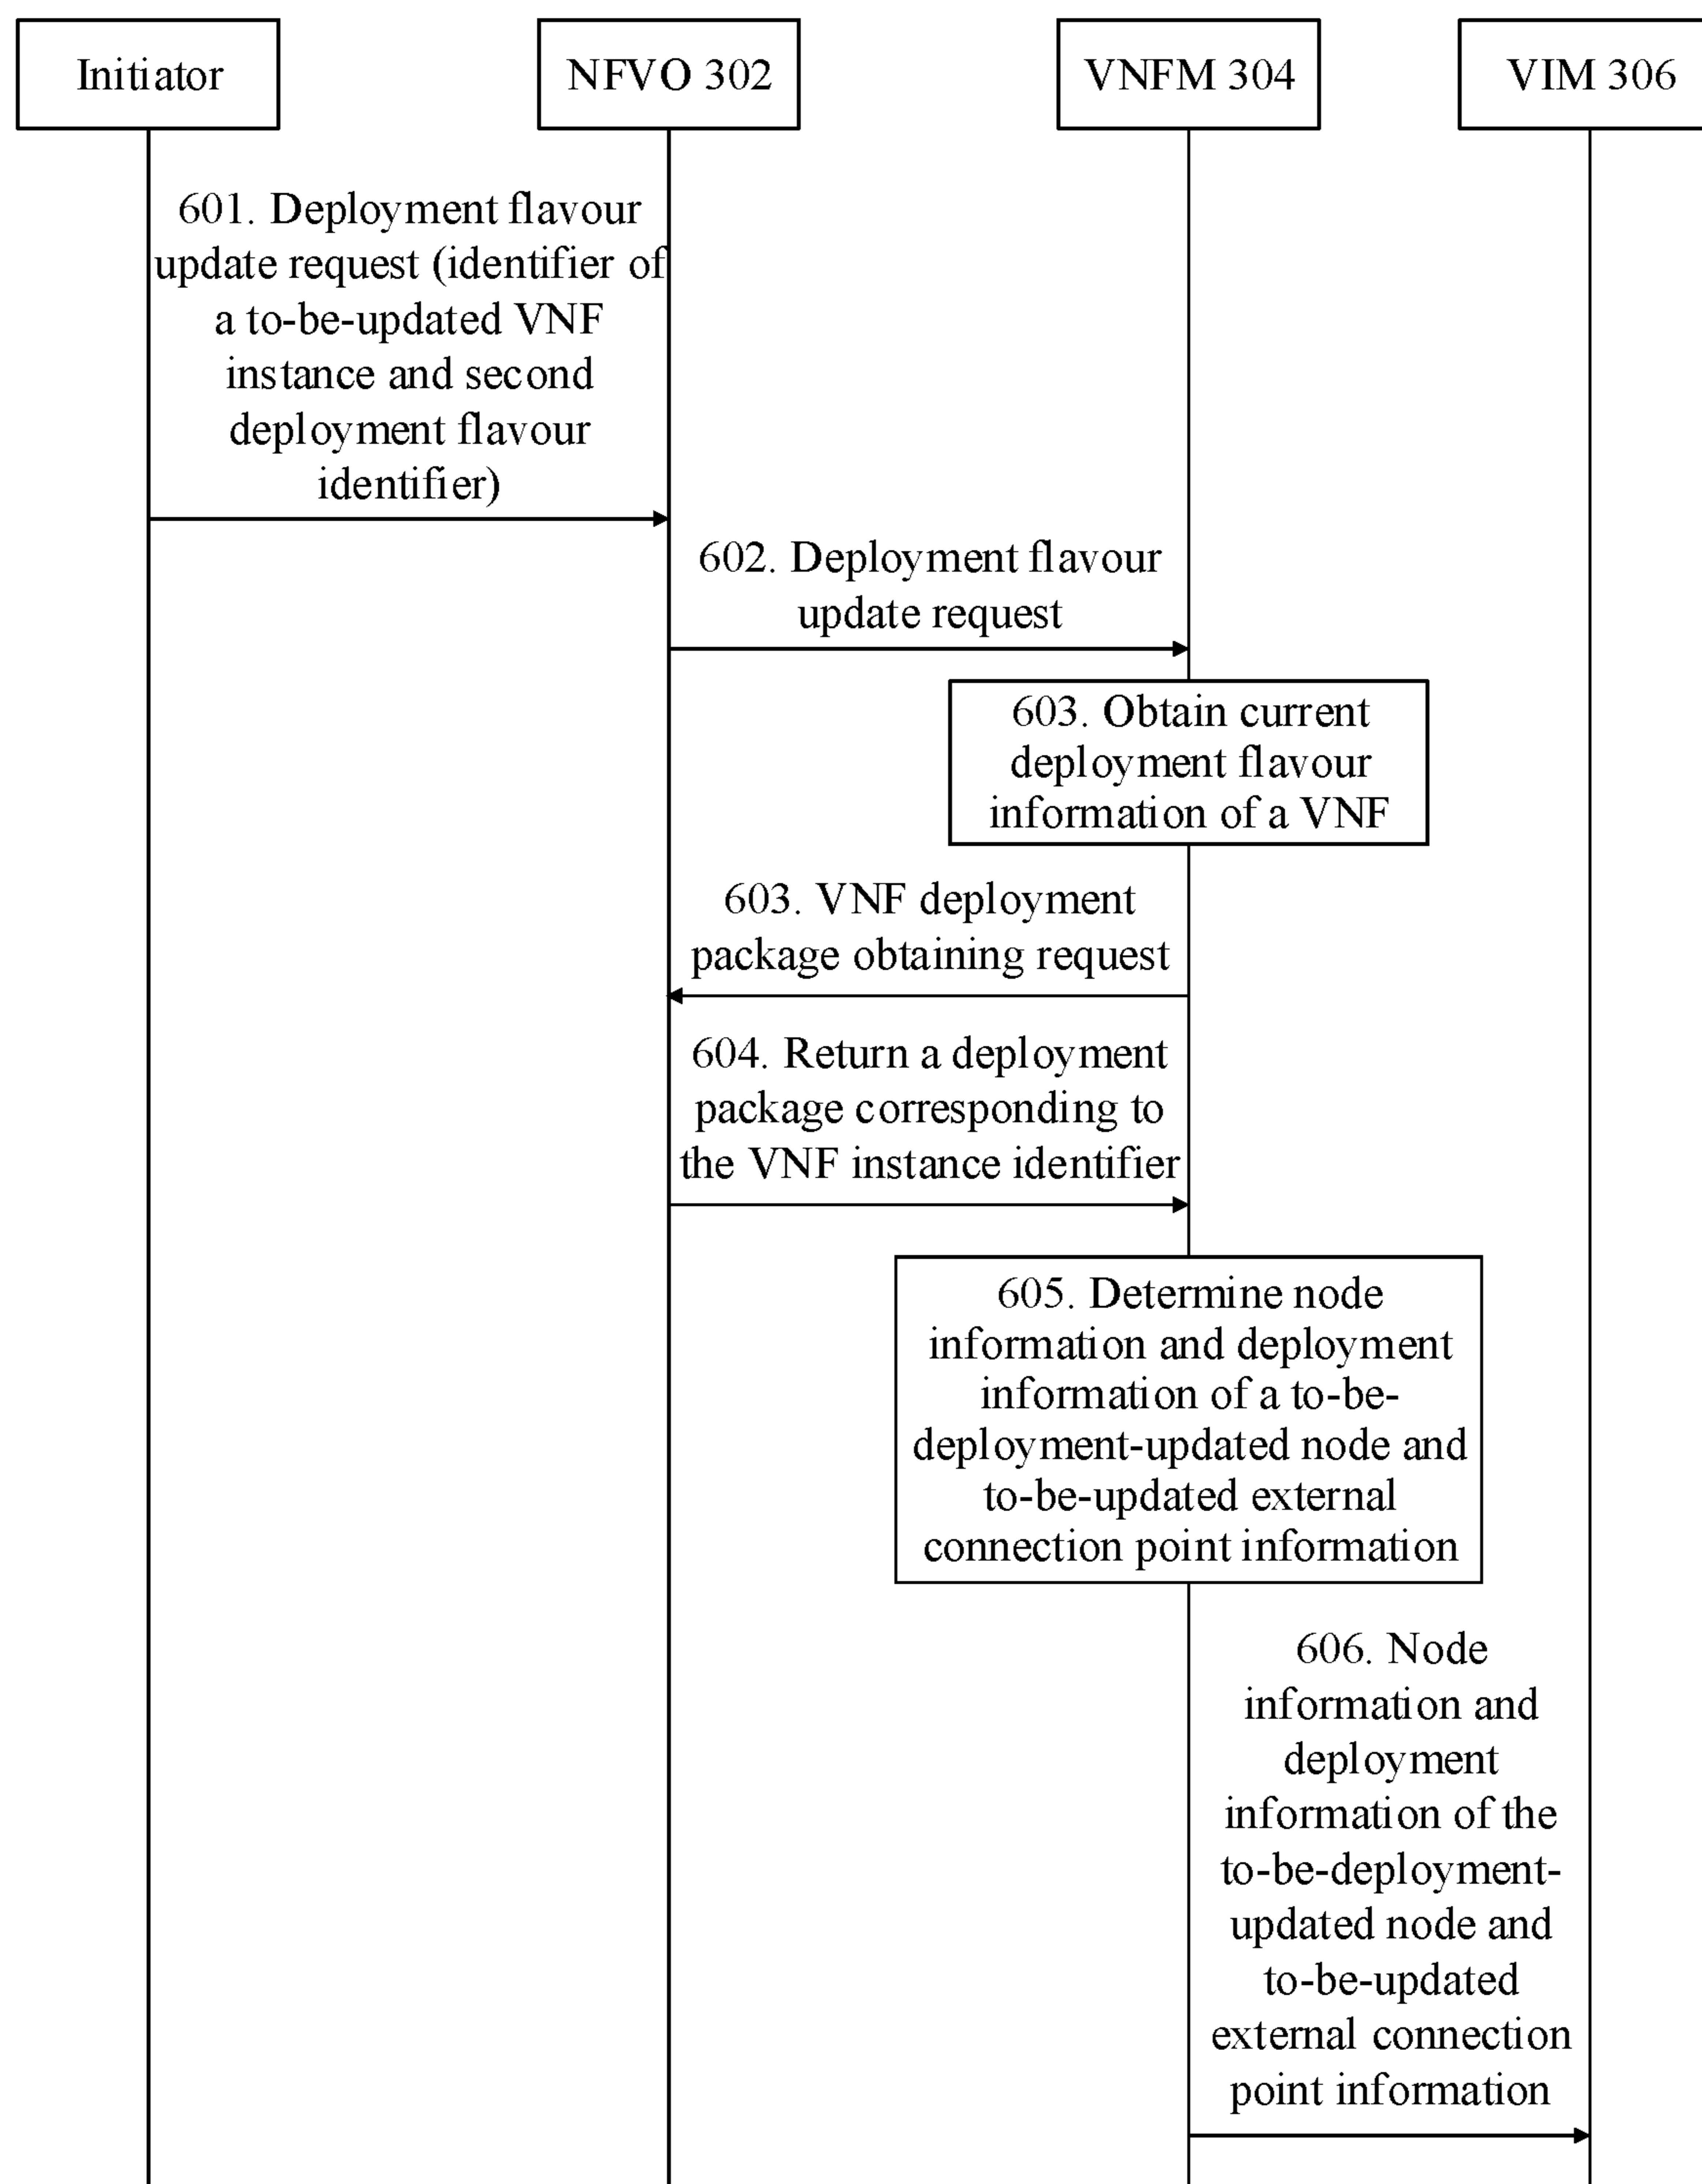 Initiator
NFVO 302
VNFM 304
VIM 306
601. Deployment flavour
update request (identifier of
a to-be-updated VNF
instance and second
deployment flavour
identifier)
602. Deployment flavour
update request
603. Obtain current
deployment flavour
information of a VNF
603. VNF deployment
package obtaining request
604. Return a deployment
package corresponding to
the VNF instance identifier
605. Determine node
information and deployment
information of a to-be-
deployment-updated node and
to-be-updated external
connection point information
606. Node
information and
deployment
information of the
to-be-deployment-
updated node and
to-be-updated
external connection
point information